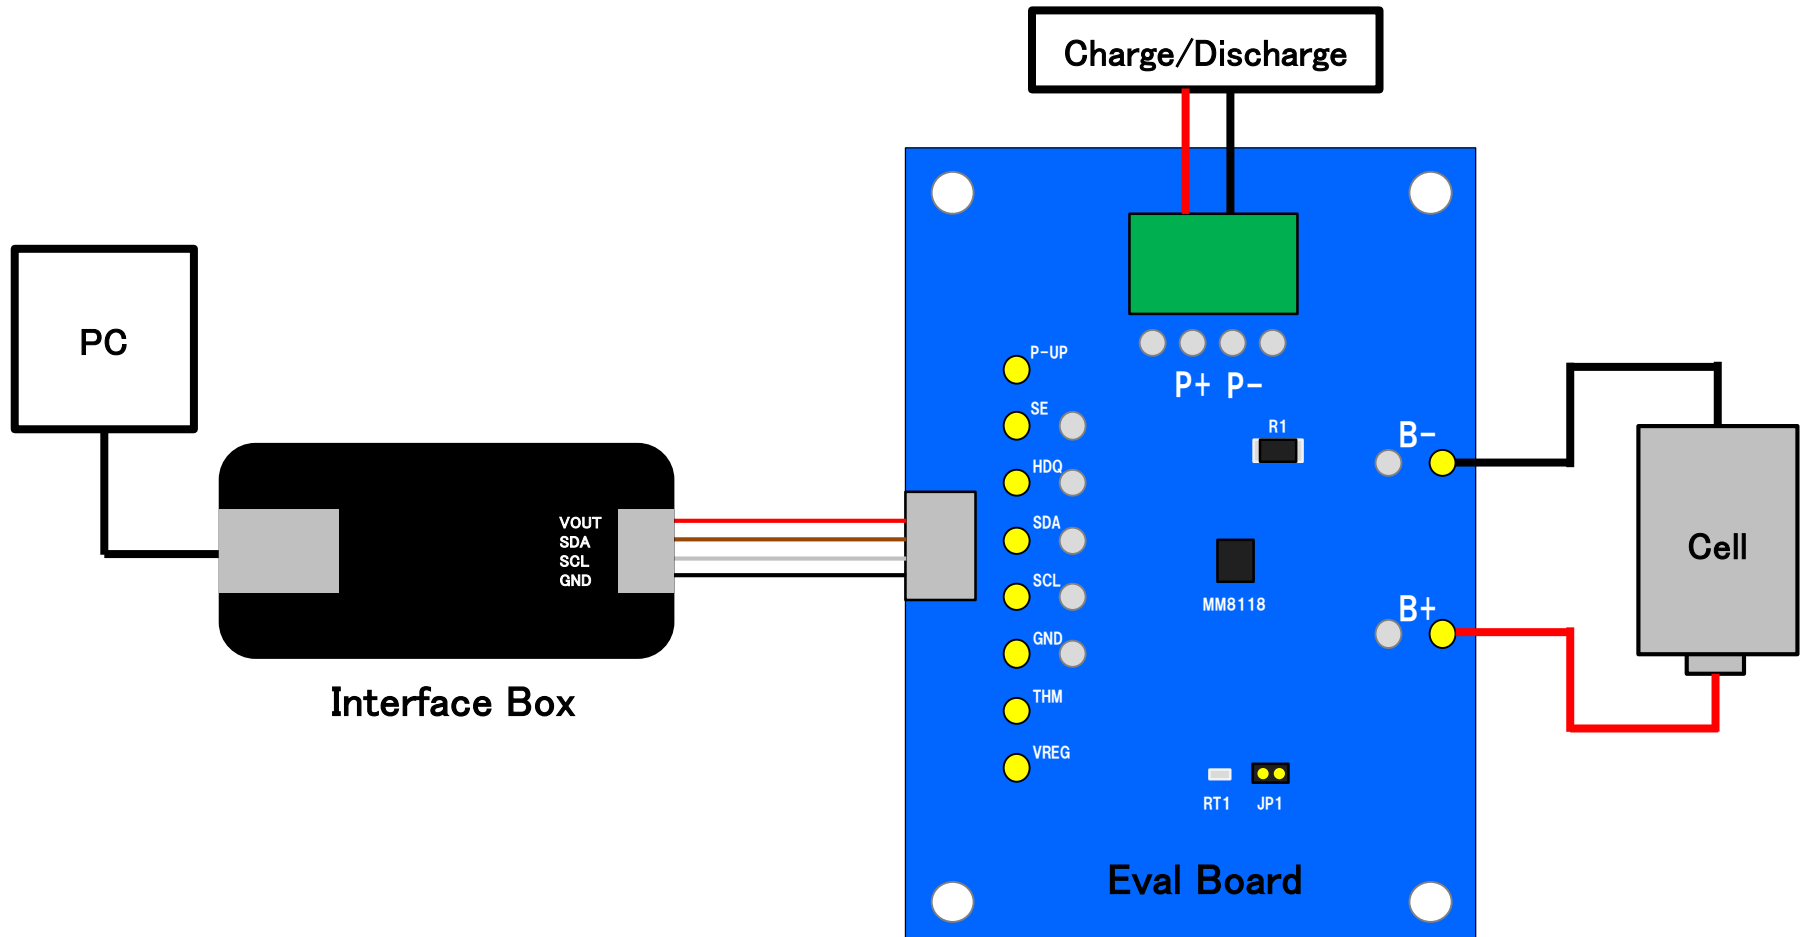 Charge/Discharge
PC
VOUT
SDA
SCL
GND
Interface Box
P-UP
SE
HDQ
SDA
SCL
GND
THM
VREG
P+ P-
R1
MM8118
RT1 JP1
B-
B+
Cell
Eval Board